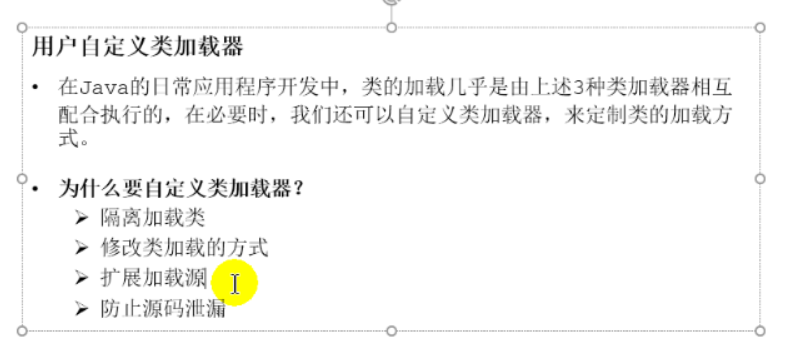 用户自定义类加载器
• 在Java的日常应用程序开发中，类的加载几乎是由上述3种类加载器相互
配合执行的，在必要时，我们还可以自定义类加载器，来定制类的加载方
式。
• 为什么要自定义类加载器？
➢ 隔离加载类
➢ 修改类加载的方式
➢ 扩展加载源
➢ 防止源码泄漏